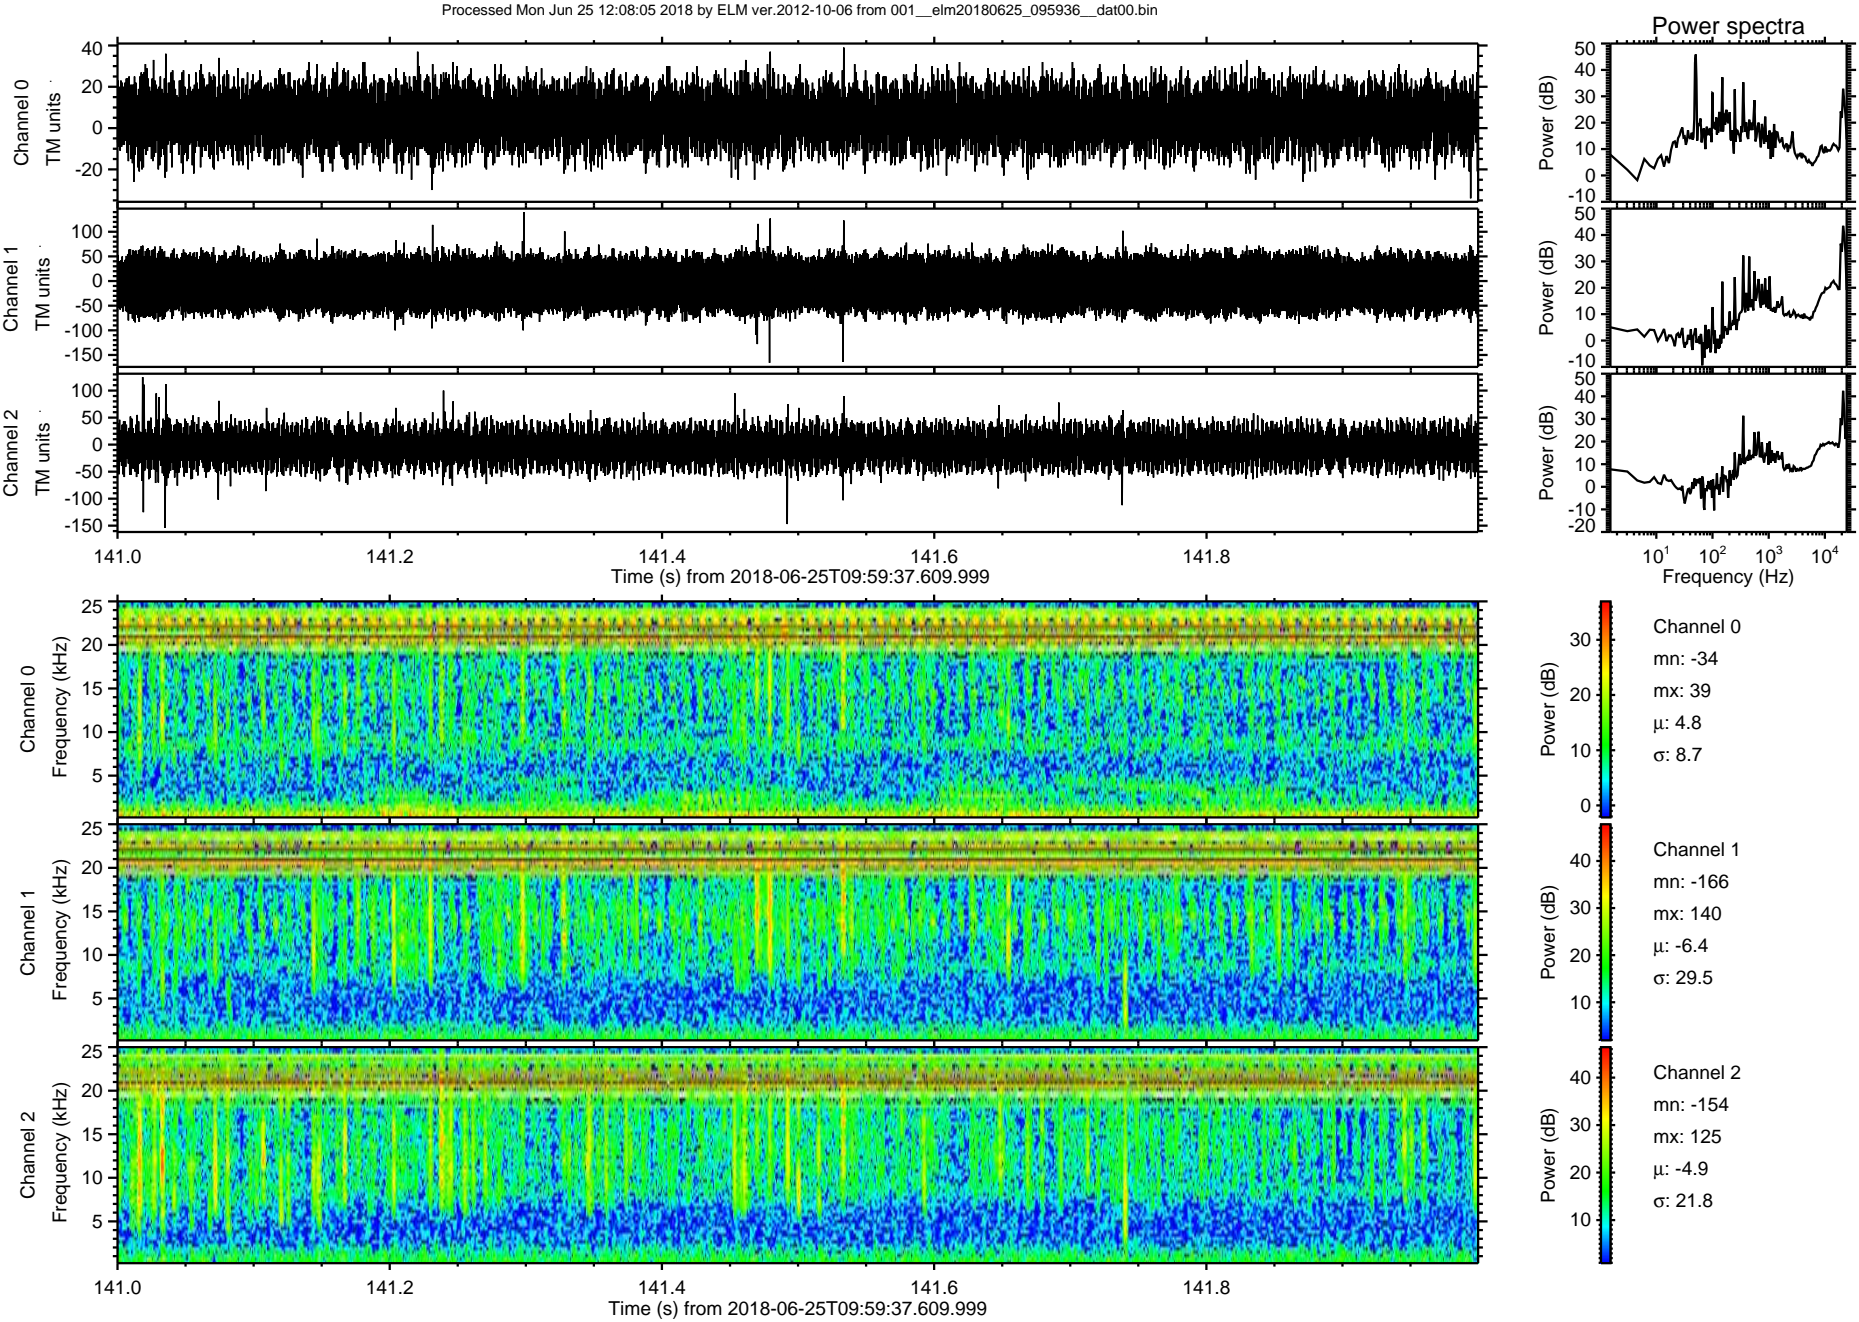 Processed Mon Jun 25 12:08:05 2018 by ELM ver.2012-10-06 from 001__elm20180625_095936__dat00.bin
Power spectra
Channel 0
TM units
40
20
0
-20
Power (dB)
50
40
30
20
10
0
-10
Channel 1
TM units
100
50
0
-50
-100
-150
Power (dB)
50
40
30
20
10
0
-10
Channel 2
TM units
100
50
0
-50
-100
-150
Power (dB)
50
40
30
20
10
0
-10
-20
141.0 141.2 141.4 141.6 141.8
Time (s) from 2018-06-25T09:59:37.609.999
10^1 10^2 10^3 10^4
Frequency (Hz)
Channel 0
Frequency (kHz)
25
20
15
10
5
Power (dB)
30
20
10
0
Channel 0
mn: -34
mx: 39
μ: 4.8
σ: 8.7
Channel 1
Frequency (kHz)
25
20
15
10
5
Power (dB)
40
30
20
10
Channel 1
mn: -166
mx: 140
μ: -6.4
σ: 29.5
Channel 2
Frequency (kHz)
25
20
15
10
5
Power (dB)
40
30
20
10
Channel 2
mn: -154
mx: 125
μ: -4.9
σ: 21.8
141.0 141.2 141.4 141.6 141.8
Time (s) from 2018-06-25T09:59:37.609.999